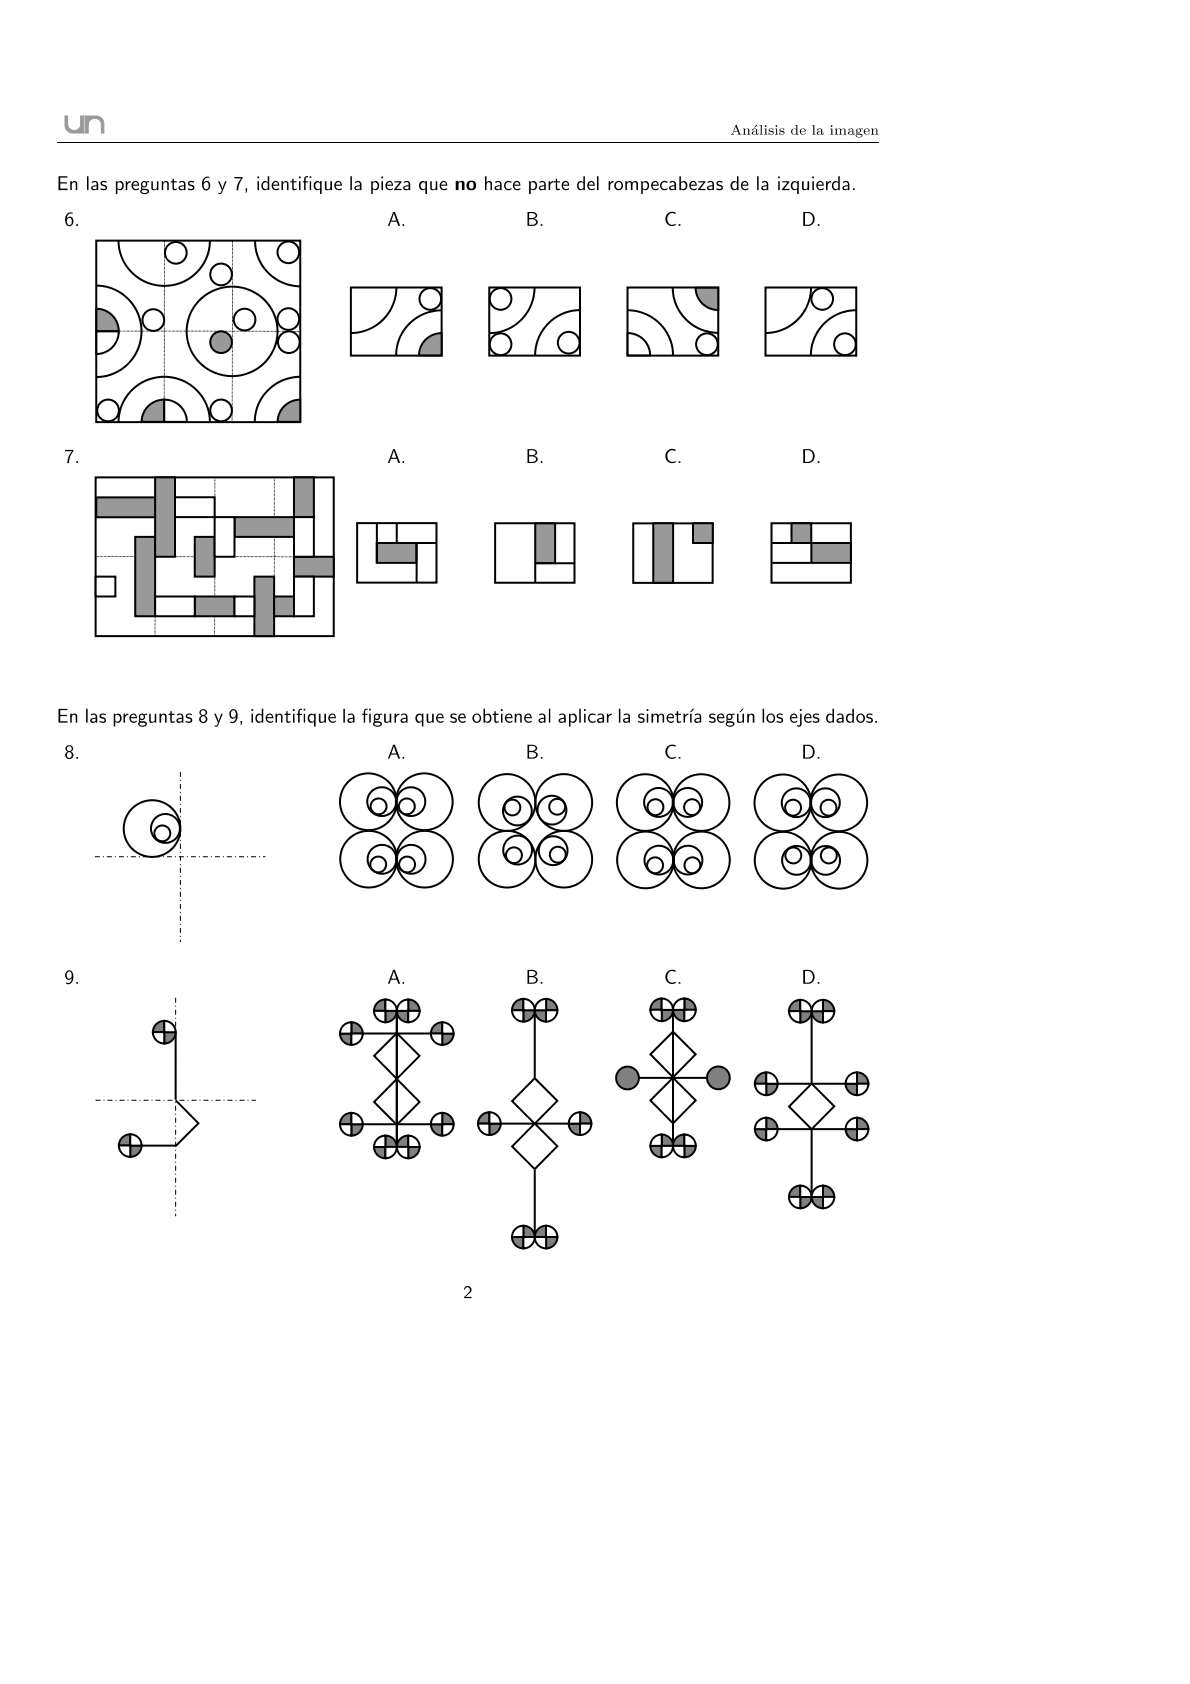 un
Análisis de la imagen
En las preguntas 6 y 7, identifique la pieza que no hace parte del rompecabezas de la izquierda.
6. A. B. C. D.
7. A. B. C. D.
En las preguntas 8 y 9, identifique la figura que se obtiene al aplicar la simetría según los ejes dados.
8. A. B. C. D.
9. A. B. C. D.
2